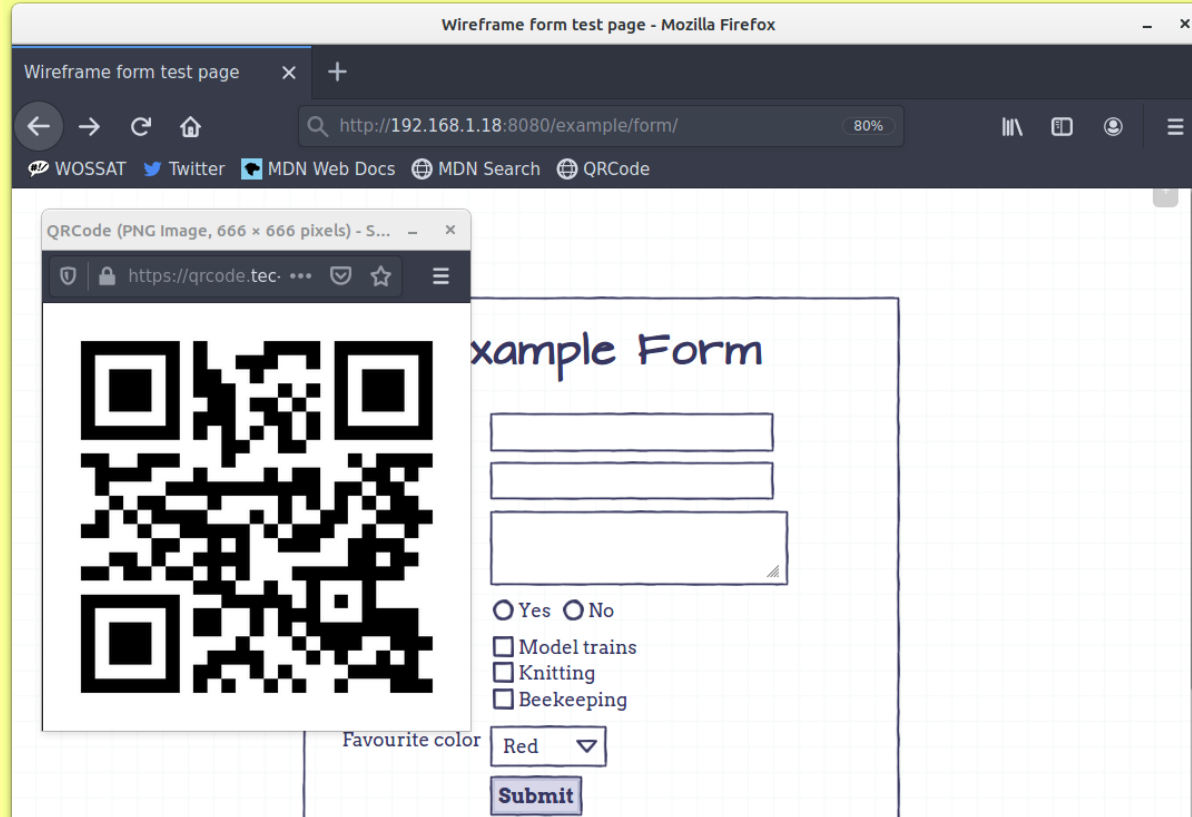 Wireframe form test page - Mozilla Firefox
Wireframe form test page
http://192.168.1.18:8080/example/form/
80%
WOSSAT
Twitter
MDN Web Docs
MDN Search
QRCode
QRCode (PNG Image, 666 × 666 pixels) - S...
https://qrcode.tec-
xample Form
Yes
No
Model trains
Knitting
Beekeeping
Favourite color
Red
Submit